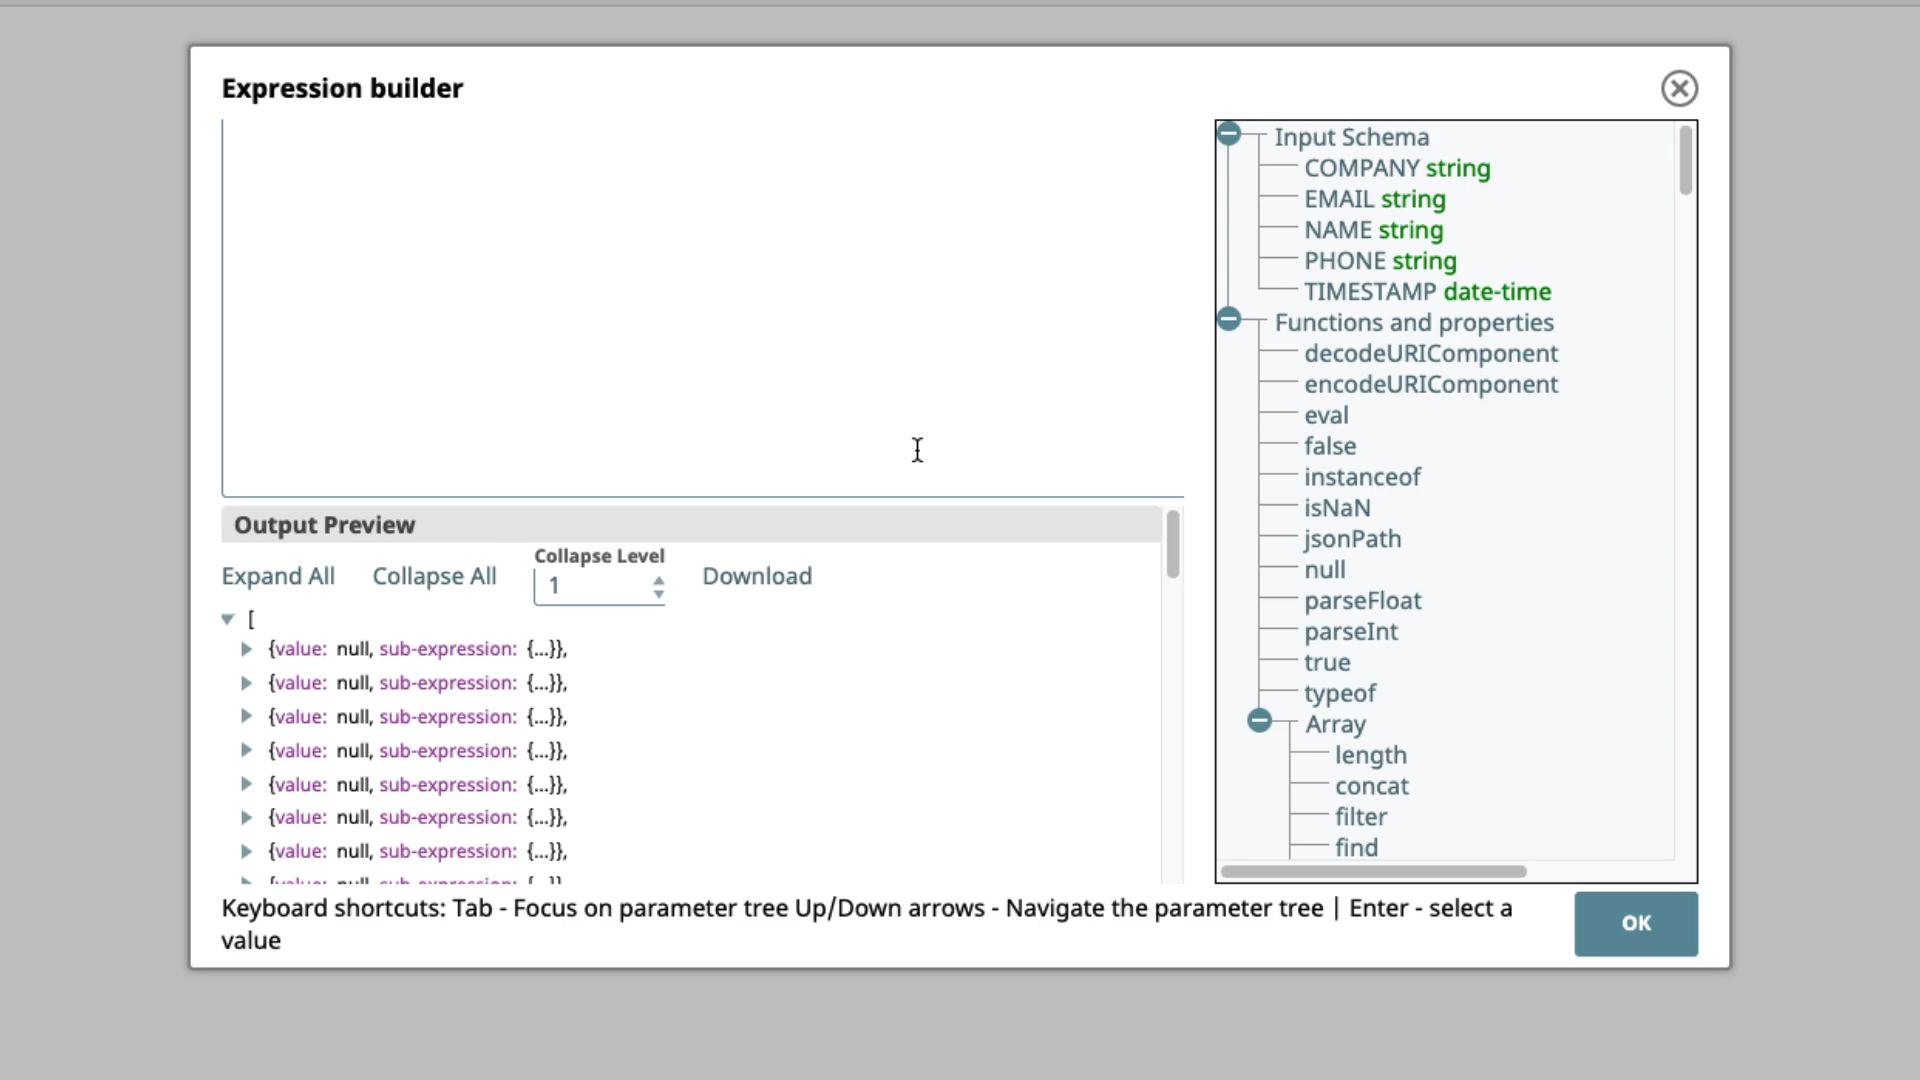 Expression builder
Input Schema
COMPANY string
EMAIL string
NAME string
PHONE string
TIMESTAMP date-time
Functions and properties
decodeURIComponent
encodeURIComponent
eval
false
instanceof
isNaN
jsonPath
null
parseFloat
parseInt
true
typeof
Array
length
concat
filter
find
Output Preview
Collapse Level
Expand All Collapse All 1 Download
[
{value: null, sub-expression: {...}},
{value: null, sub-expression: {...}},
{value: null, sub-expression: {...}},
{value: null, sub-expression: {...}},
{value: null, sub-expression: {...}},
{value: null, sub-expression: {...}},
{value: null, sub-expression: {...}},
Keyboard shortcuts: Tab - Focus on parameter tree Up/Down arrows - Navigate the parameter tree | Enter - select a
value
OK